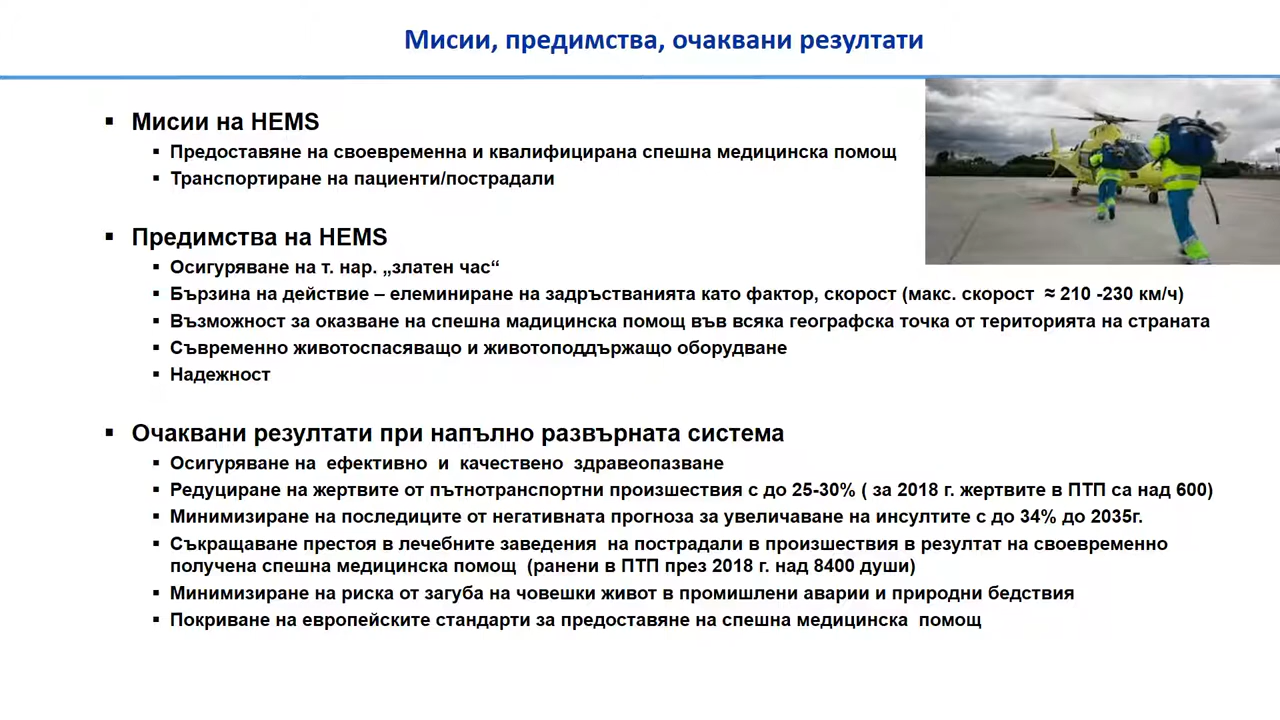 Мисии, предимства, очаквани резултати
▪ Мисии на HEMS
▪ Предоставяне на своевременна и квалифицирана спешна медицинска помощ
▪ Транспортиране на пациенти/пострадали
▪ Предимства на HEMS
▪ Осигуряване на т. нар. „златен час“
▪ Бързина на действие – елеминиране на задръстванията като фактор, скорост (макс. скорост ≈ 210 -230 км/ч)
▪ Възможност за оказване на спешна мадицинска помощ във всяка географска точка от територията на страната
▪ Съвременно животоспасяващо и животоподдържащо оборудване
▪ Надежност
▪ Очаквани резултати при напълно развърната система
▪ Осигуряване на ефективно и качествено здравеопазване
▪ Редуциране на жертвите от пътнотранспортни произшествия с до 25-30% ( за 2018 г. жертвите в ПТП са над 600)
▪ Минимизиране на последиците от негативната прогноза за увеличаване на инсултите с до 34% до 2035г.
▪ Съкращаване престоя в лечебните заведения на пострадали в произшествия в резултат на своевременно
получена спешна медицинска помощ (ранени в ПТП през 2018 г. над 8400 души)
▪ Минимизиране на риска от загуба на човешки живот в промишлени аварии и природни бедствия
▪ Покриване на европейските стандарти за предоставяне на спешна медицинска помощ